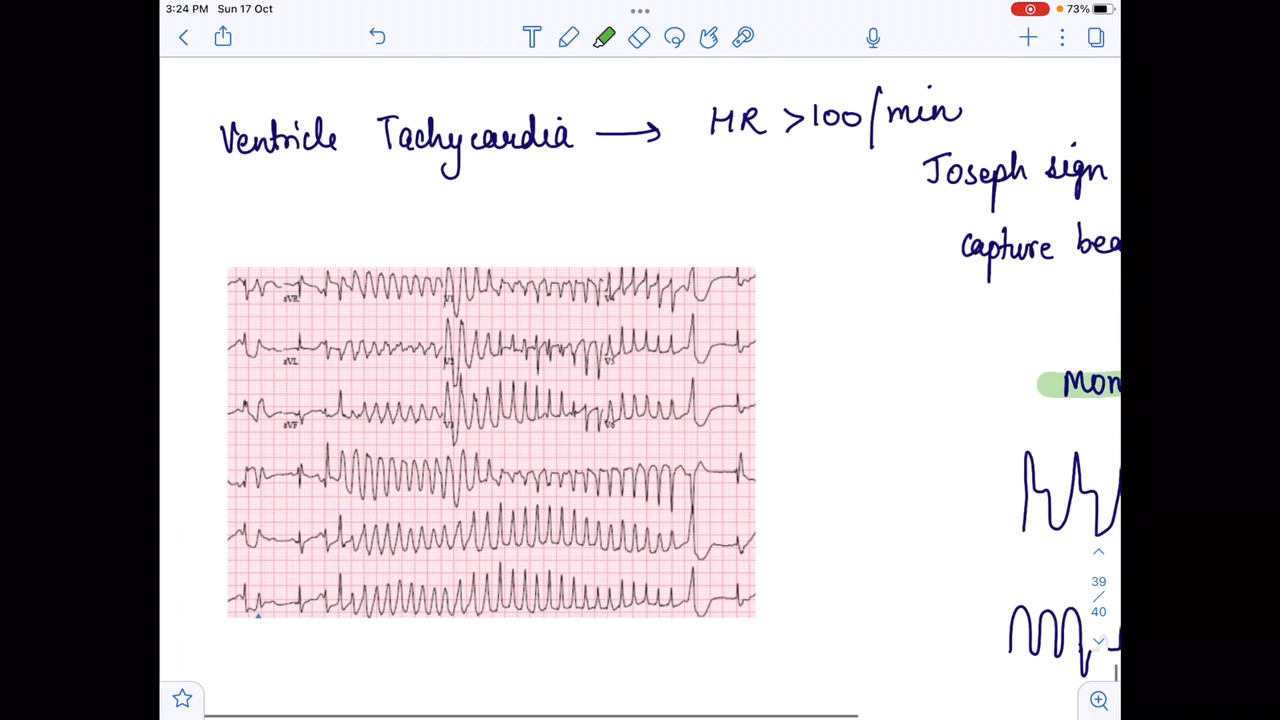 3:24 PM Sun 17 Oct
73%
T
Ventricle Tachycardia → HR >100/min
Joseph sign
capture bea
Mon
aVR V1 V4
aVL V2 V5
aVF V3 V6
39
40